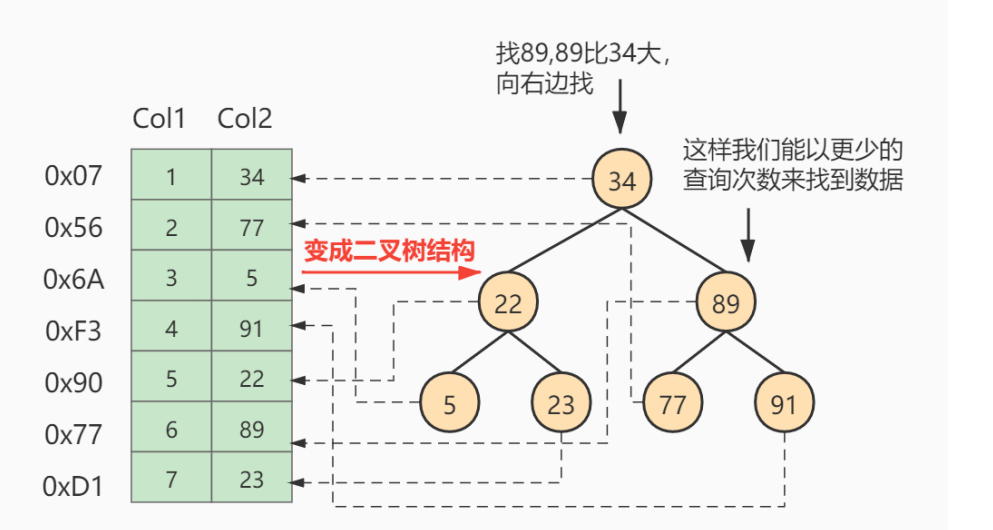 找89,89比34大，
向右边找
这样我们能以更少的
查询次数来找到数据
Col1 Col2
0x07 1 34
0x56 2 77
0x6A 3 5
0xF3 4 91
0x90 5 22
0x77 6 89
0xD1 7 23
变成二叉树结构
34
22 89
5 23 77 91